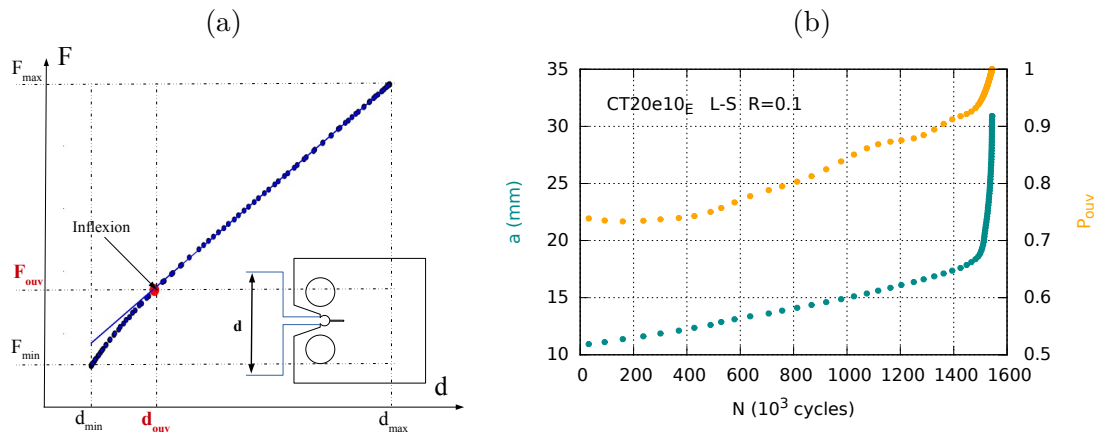 (a)
F
F_max
Inflexion
F_ouv
F_min
d
d
d_min
d_ouv
d_max
(b)
CT20e10_E L-S R=0.1
35
30
25
20
15
10
a (mm)
1
0.9
0.8
0.7
0.6
0.5
P_ouv
0 200 400 600 800 1000 1200 1400 1600
N (10³ cycles)